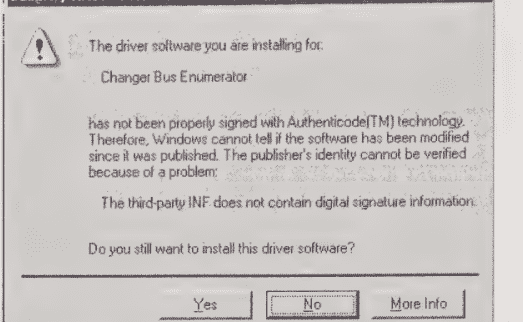 The driver software you are installing for:
Changer Bus Enumerator
has not been properly signed with Authenticode(TM) technology.
Therefore, Windows cannot tell if the software has been modified
since it was published. The publisher's identity cannot be verified
because of a problem:
The third-party INF does not contain digital signature information.
Do you still want to install this driver software?
Yes No More Info